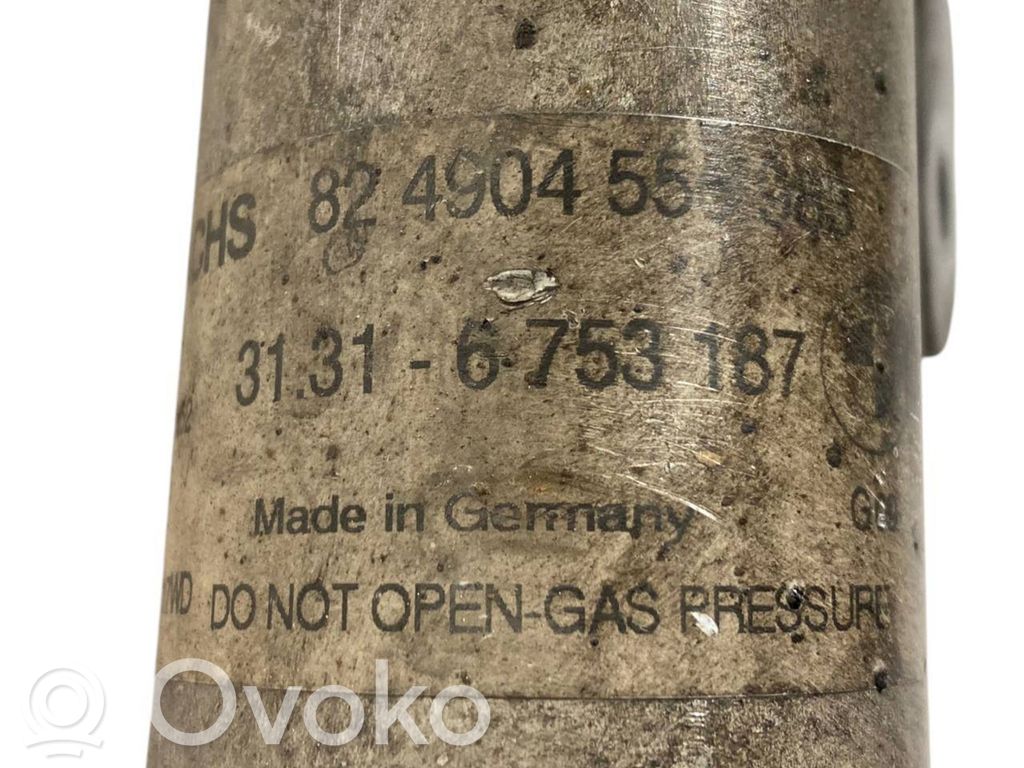 CHS 82 4904 55
31.31 - 6 753 187
Made in Germany
DO NOT OPEN-GAS PRESSURE
Ovoko